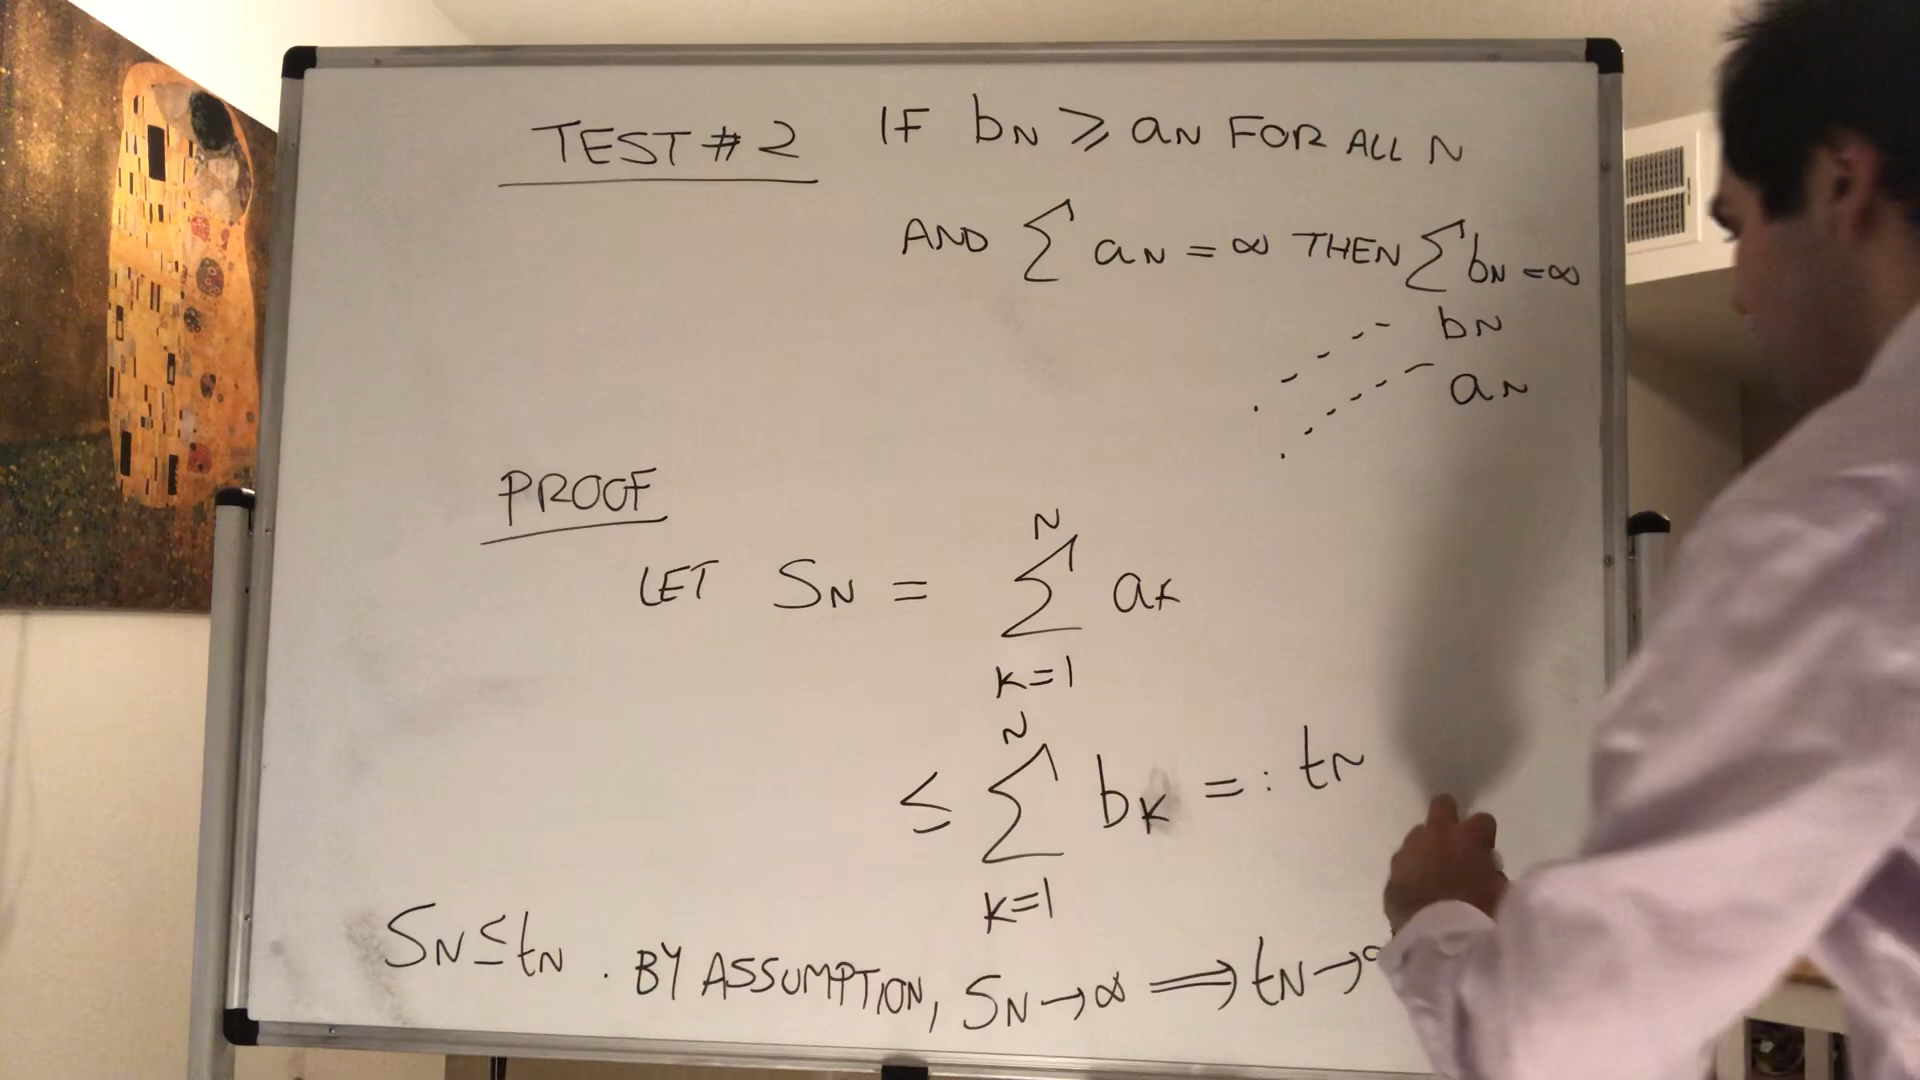 TEST #2 IF bN ≥ aN FOR ALL N
AND ∑ aN = ∞ THEN ∑ bN = ∞
bN
aN
PROOF
N
LET SN = ∑ aK
K=1
N
≤ ∑ bK =: tN
K=1
SN ≤ tN . BY ASSUMPTION, SN → ∞ ⟹ tN → ∞